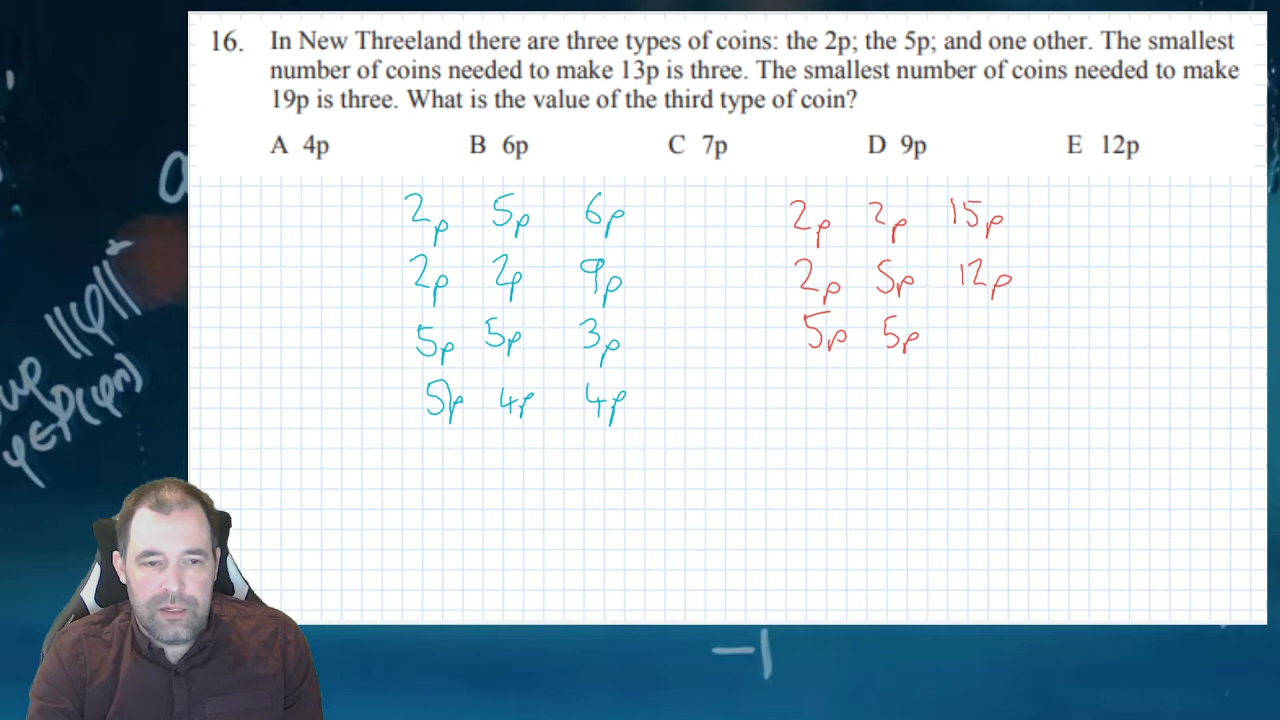 16. In New Threeland there are three types of coins: the 2p; the 5p; and one other. The smallest
number of coins needed to make 13p is three. The smallest number of coins needed to make
19p is three. What is the value of the third type of coin?
A 4p B 6p C 7p D 9p E 12p
2p 5p 6p 2p 2p 15p
2p 2p 9p 2p 5p 12p
5p 5p 3p 5p 5p
5p 4p 4p
||φ||
φ∈P(φn)
-1